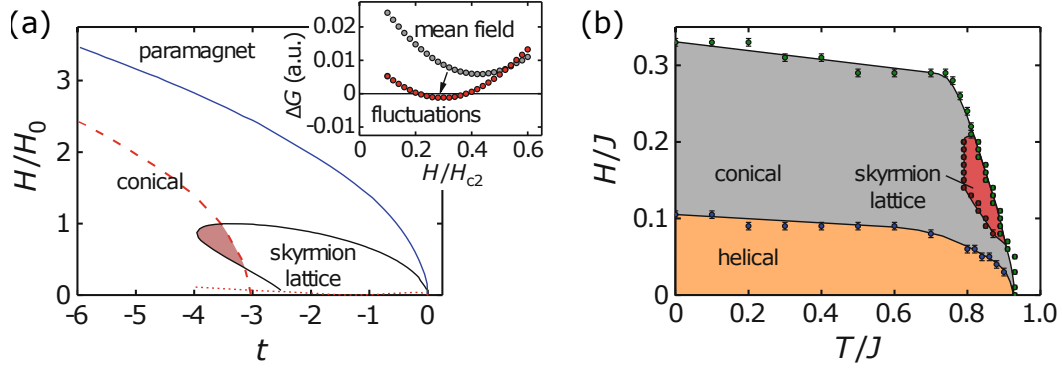 (a)
H/H0
3
2
1
0
-6
-5
-4
-3
-2
-1
0
t
paramagnet
conical
skyrmion
lattice
ΔG (a.u.)
0.02
0.01
0
-0.01
0.0
0.2
0.4
0.6
H/Hc2
mean field
fluctuations
(b)
H/J
0.3
0.2
0.1
0
0
0.2
0.4
0.6
0.8
1.0
T/J
conical
skyrmion
lattice
helical